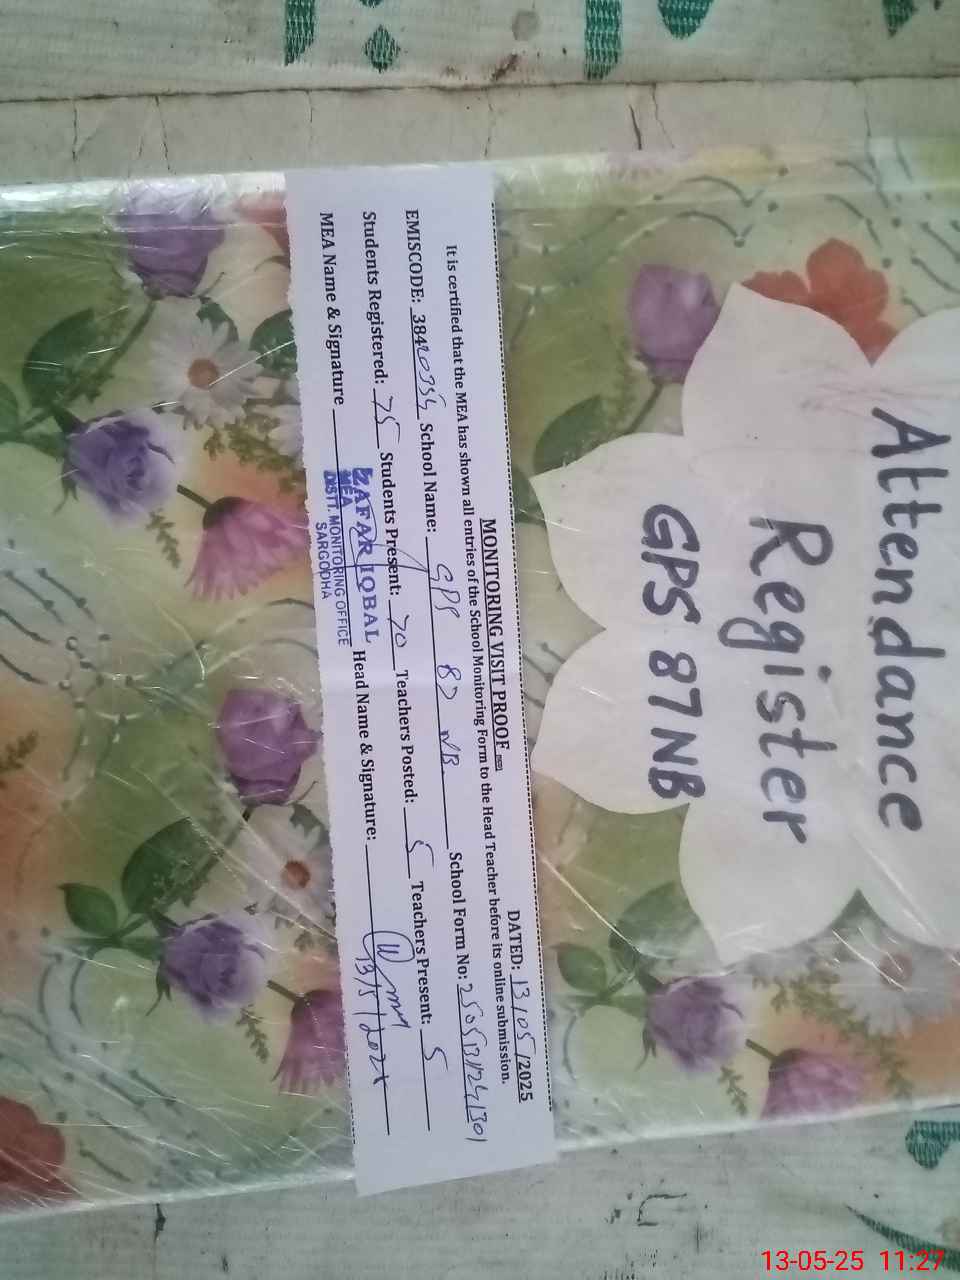 Attendance
Register
GPS 87NB
MONITORING VISIT PROOF
DATED: 13/05/2025
It is certified that the MEA has shown all entries of the School Monitoring Form to the Head Teacher before its online submission.
EMISCODE: 38420354 School Name: GPS 87 NB. School Form No:
Students Registered: 75 Students Present: 70 Teachers Posted: 5 Teachers Present: 5
MEA Name & Signature Head Name & Signature:
ZAFAR IQBAL
MEA
DISTT. MONITORING OFFICE
SARGODHA
13/5/2025
13-05-25 11:27